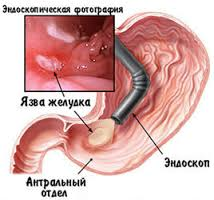 Эндоскопическая фотография
Язва желудка
Эндоскоп
Антральный
отдел